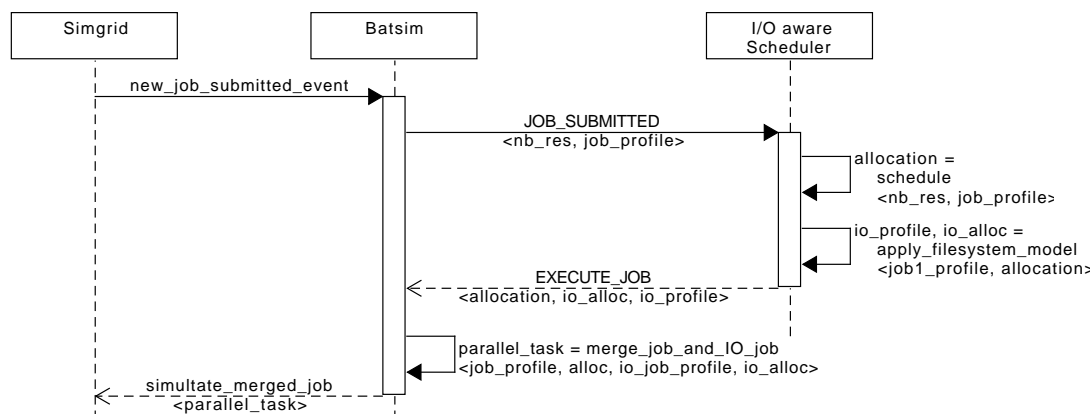 Simgrid
Batsim
I/O aware
Scheduler
new_job_submitted_event
JOB_SUBMITTED
<nb_res, job_profile>
allocation =
schedule
<nb_res, job_profile>
io_profile, io_alloc =
apply_filesystem_model
<job1_profile, allocation>
EXECUTE_JOB
<allocation, io_alloc, io_profile>
parallel_task = merge_job_and_IO_job
<job_profile, alloc, io_job_profile, io_alloc>
simultate_merged_job
<parallel_task>